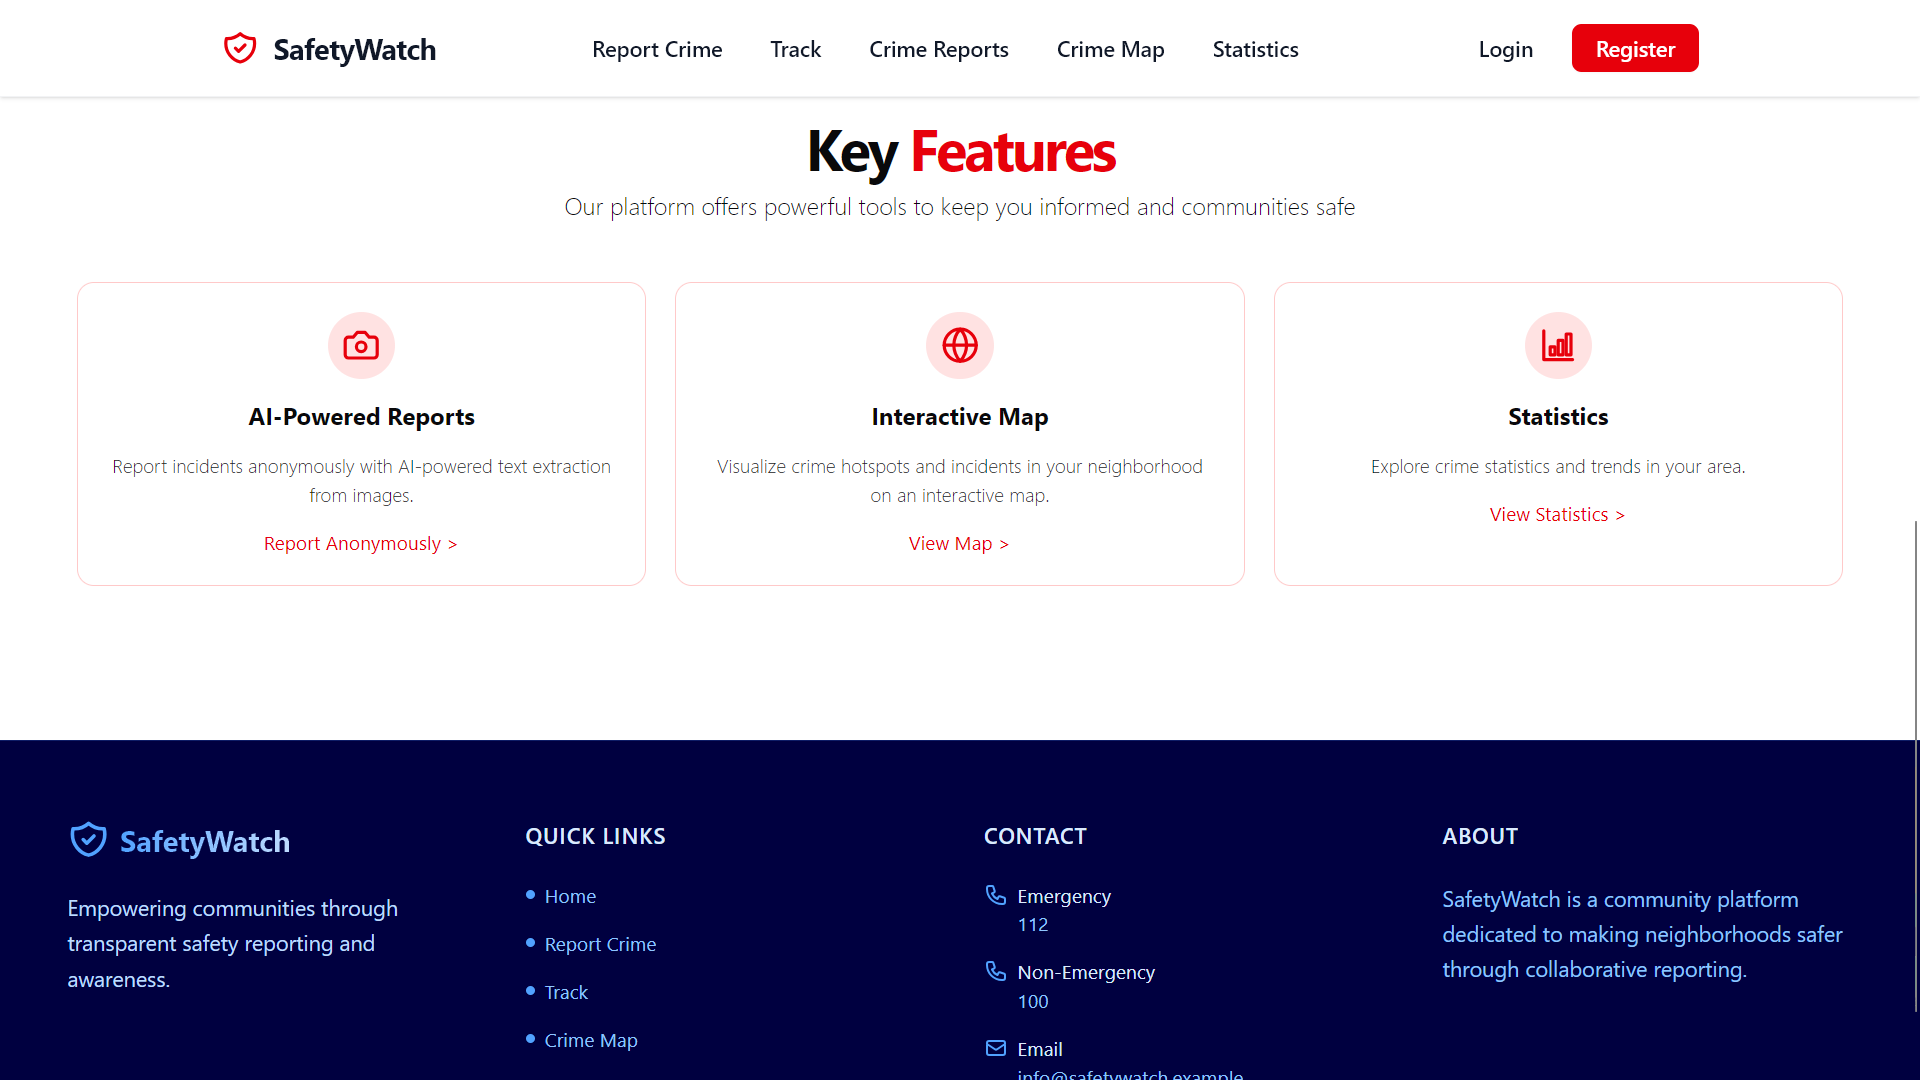 SafetyWatch
Report Crime
Track
Crime Reports
Crime Map
Statistics
Login
Register
Key Features
Our platform offers powerful tools to keep you informed and communities safe
AI-Powered Reports
Report incidents anonymously with AI-powered text extraction
from images.
Report Anonymously >
Interactive Map
Visualize crime hotspots and incidents in your neighborhood
on an interactive map.
View Map >
Statistics
Explore crime statistics and trends in your area.
View Statistics >
SafetyWatch
Empowering communities through
transparent safety reporting and
awareness.
QUICK LINKS
Home
Report Crime
Track
Crime Map
CONTACT
Emergency
112
Non-Emergency
100
Email
info@safetywatch.example
ABOUT
SafetyWatch is a community platform
dedicated to making neighborhoods safer
through collaborative reporting.